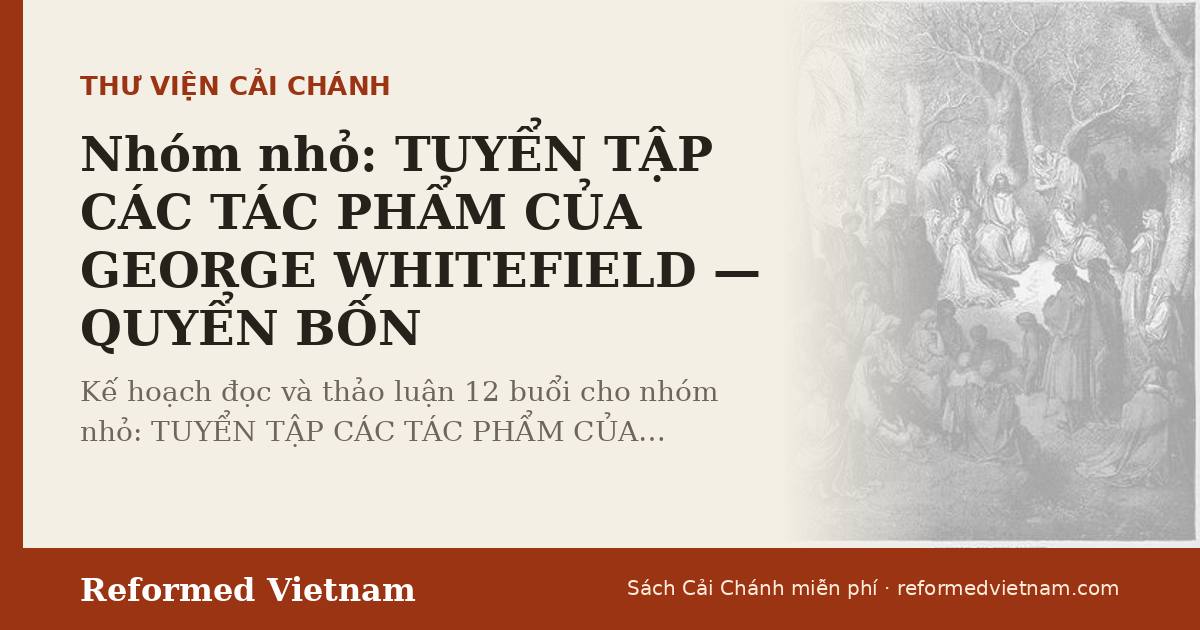 THƯ VIỆN CẢI CHÁNH
Nhóm nhỏ: TUYỂN TẬP
CÁC TÁC PHẨM CỦA
GEORGE WHITEFIELD —
QUYỂN BỐN
Kế hoạch đọc và thảo luận 12 buổi cho nhóm
nhỏ: TUYỂN TẬP CÁC TÁC PHẨM CỦA...
Reformed Vietnam
Sách Cải Chánh miễn phí · reformedvietnam.com